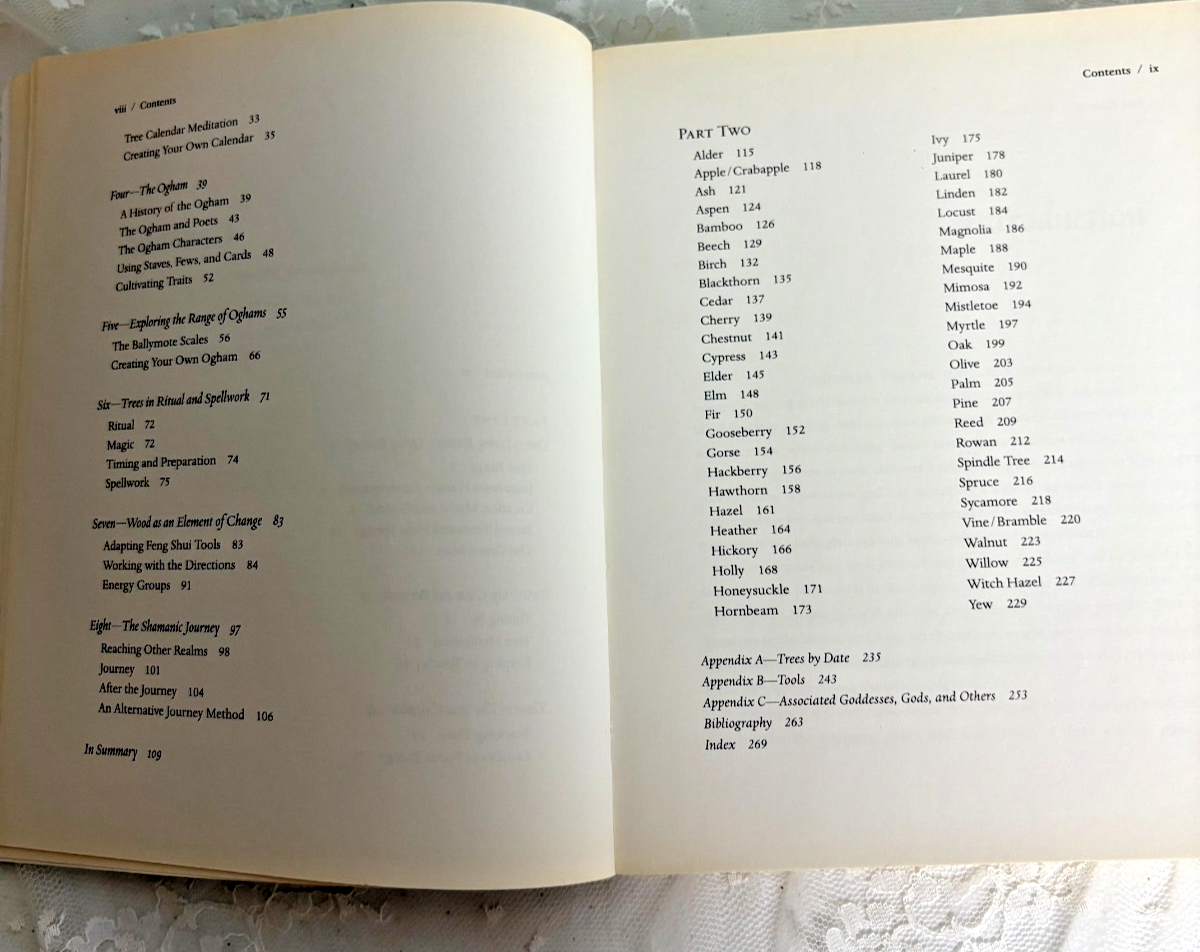 viii / Contents
Tree Calendar Meditation 33
Creating Your Own Calendar 35
Four—The Ogham 39
A History of the Ogham 39
The Ogham and Poets 43
The Ogham Characters 46
Using Staves, Fews, and Cards 48
Cultivating Traits 52
Five—Exploring the Range of Oghams 55
The Ballymote Scales 56
Creating Your Own Ogham 66
Six—Trees in Ritual and Spellwork 71
Ritual 72
Magic 72
Timing and Preparation 74
Spellwork 75
Seven—Wood as an Element of Change 83
Adapting Feng Shui Tools 83
Working with the Directions 84
Energy Groups 91
Eight—The Shamanic Journey 97
Reaching Other Realms 98
Journey 101
After the Journey 104
An Alternative Journey Method 106
In Summary 109
Contents / ix
PART TWO
Alder 115
Apple/Crabapple 118
Ash 121
Aspen 124
Bamboo 126
Beech 129
Birch 132
Blackthorn 135
Cedar 137
Cherry 139
Chestnut 141
Cypress 143
Elder 145
Elm 148
Fir 150
Gooseberry 152
Gorse 154
Hackberry 156
Hawthorn 158
Hazel 161
Heather 164
Hickory 166
Holly 168
Honeysuckle 171
Hornbeam 173
Ivy 175
Juniper 178
Laurel 180
Linden 182
Locust 184
Magnolia 186
Maple 188
Mesquite 190
Mimosa 192
Mistletoe 194
Myrtle 197
Oak 199
Olive 203
Palm 205
Pine 207
Reed 209
Rowan 212
Spindle Tree 214
Spruce 216
Sycamore 218
Vine/Bramble 220
Walnut 223
Willow 225
Witch Hazel 227
Yew 229
Appendix A—Trees by Date 235
Appendix B—Tools 243
Appendix C—Associated Goddesses, Gods, and Others 253
Bibliography 263
Index 269